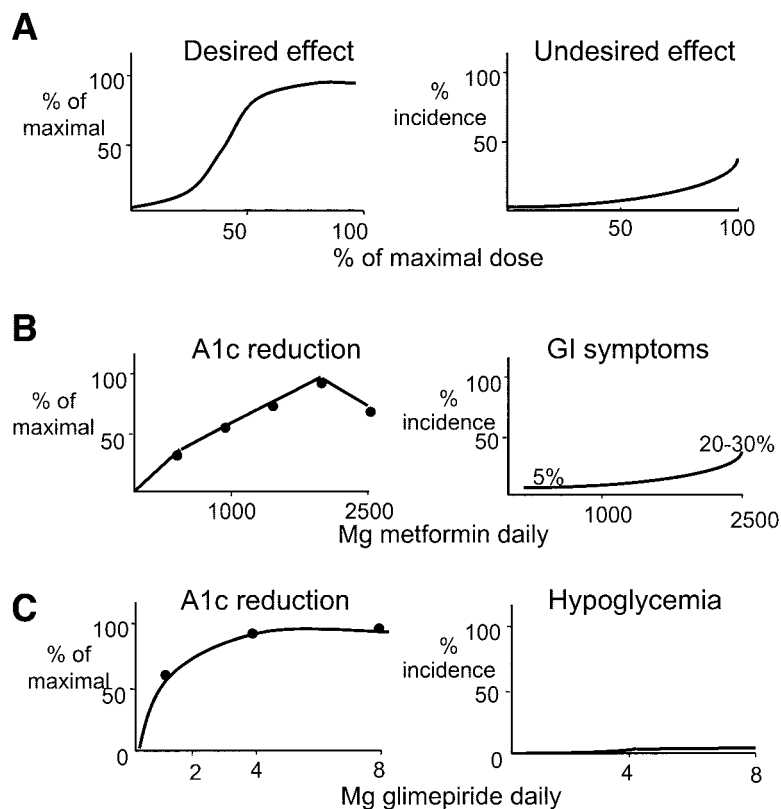 A
Desired effect
Undesired effect
% of
maximal
100
50
50
100
%
incidence
100
50
50
100
% of maximal dose
B
A1c reduction
GI symptoms
% of
maximal
100
50
1000
2500
%
incidence
100
50
5%
20-30%
1000
2500
Mg metformin daily
C
A1c reduction
Hypoglycemia
% of
maximal
100
50
0
2
4
8
%
incidence
100
50
0
4
8
Mg glimepiride daily